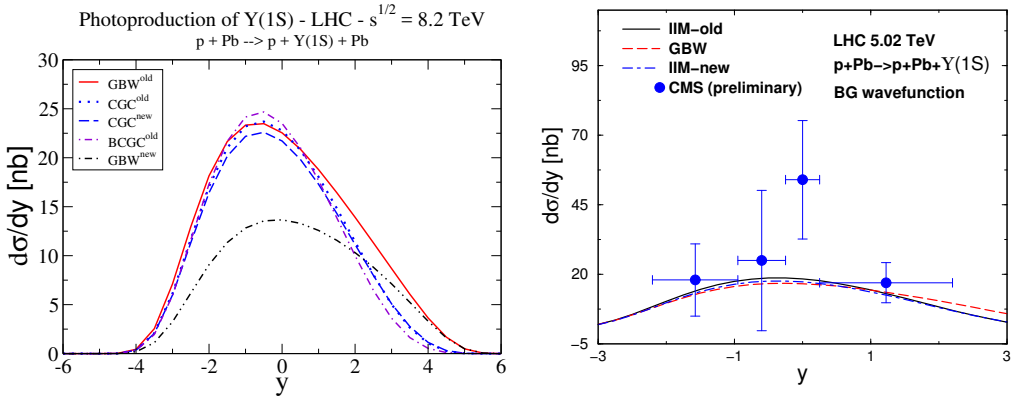 Photoproduction of Y(1S) - LHC - s^{1/2} = 8.2 TeV
p + Pb --> p + Y(1S) + Pb
30
25
20
15
10
5
0
dσ/dy [nb]
GBW^{old}
CGC^{old}
CGC^{new}
BCGC^{old}
GBW^{new}
-6
-4
-2
0
2
4
6
y
IIM−old
GBW
IIM−new
CMS (preliminary)
LHC 5.02 TeV
p+Pb−>p+Pb+ϒ(1S)
BG wavefunction
95
70
45
20
−5
dσ/dy [nb]
−3
−1
1
3
y